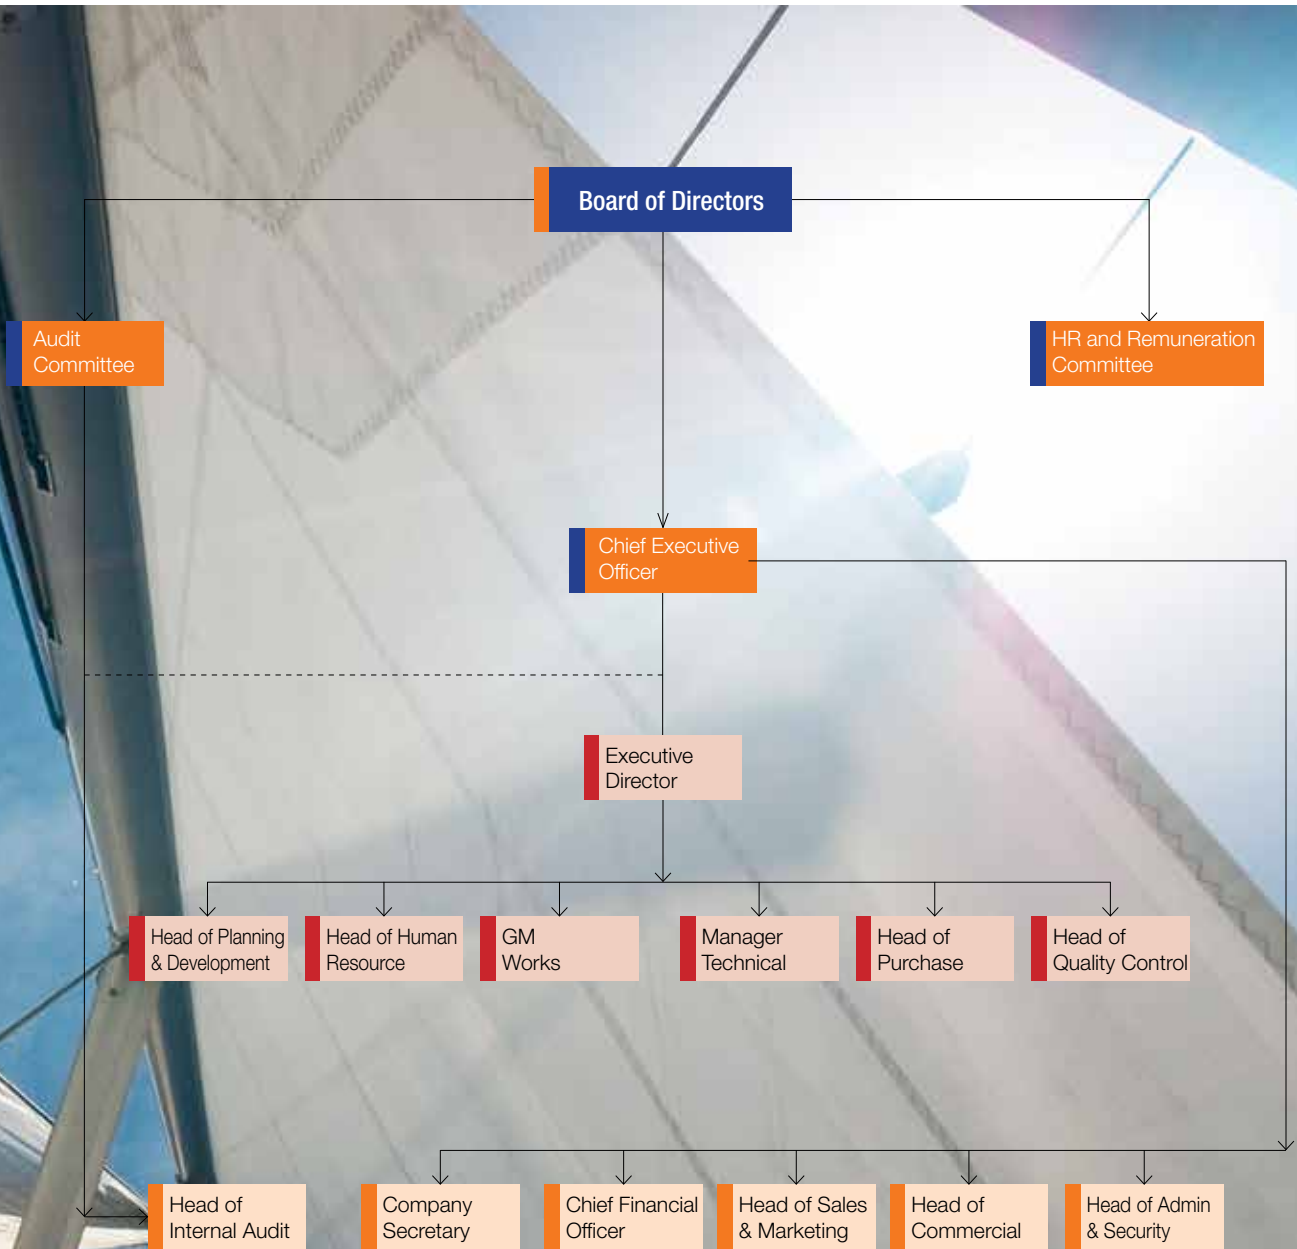 Board of Directors
Audit
Committee
HR and Remuneration
Committee
Chief Executive
Officer
Executive
Director
Head of Planning
& Development
Head of Human
Resource
GM
Works
Manager
Technical
Head of
Purchase
Head of
Quality Control
Head of
Internal Audit
Company
Secretary
Chief Financial
Officer
Head of Sales
& Marketing
Head of
Commercial
Head of Admin
& Security